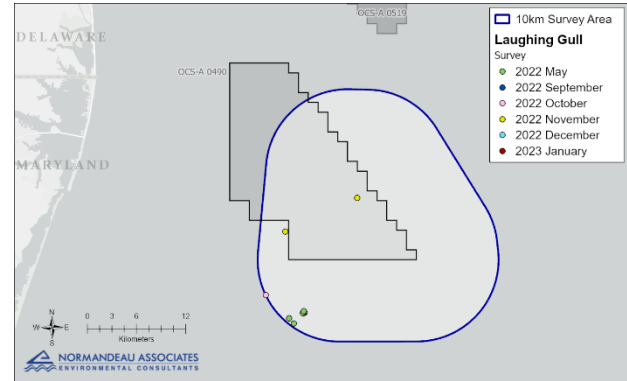 OCS-A 0519
DELAWARE
OCS-A 0490
MARYLAND
10km Survey Area
Laughing Gull
Survey
2022 May
2022 September
2022 October
2022 November
2022 December
2023 January
N
W E
S
0 3 6 12
Kilometers
NORMANDEAU ASSOCIATES
ENVIRONMENTAL CONSULTANTS